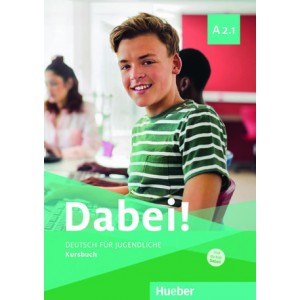 A 2.1
Dabei!
DEUTSCH FÜR JUGENDLICHE
Kursbuch
Hueber